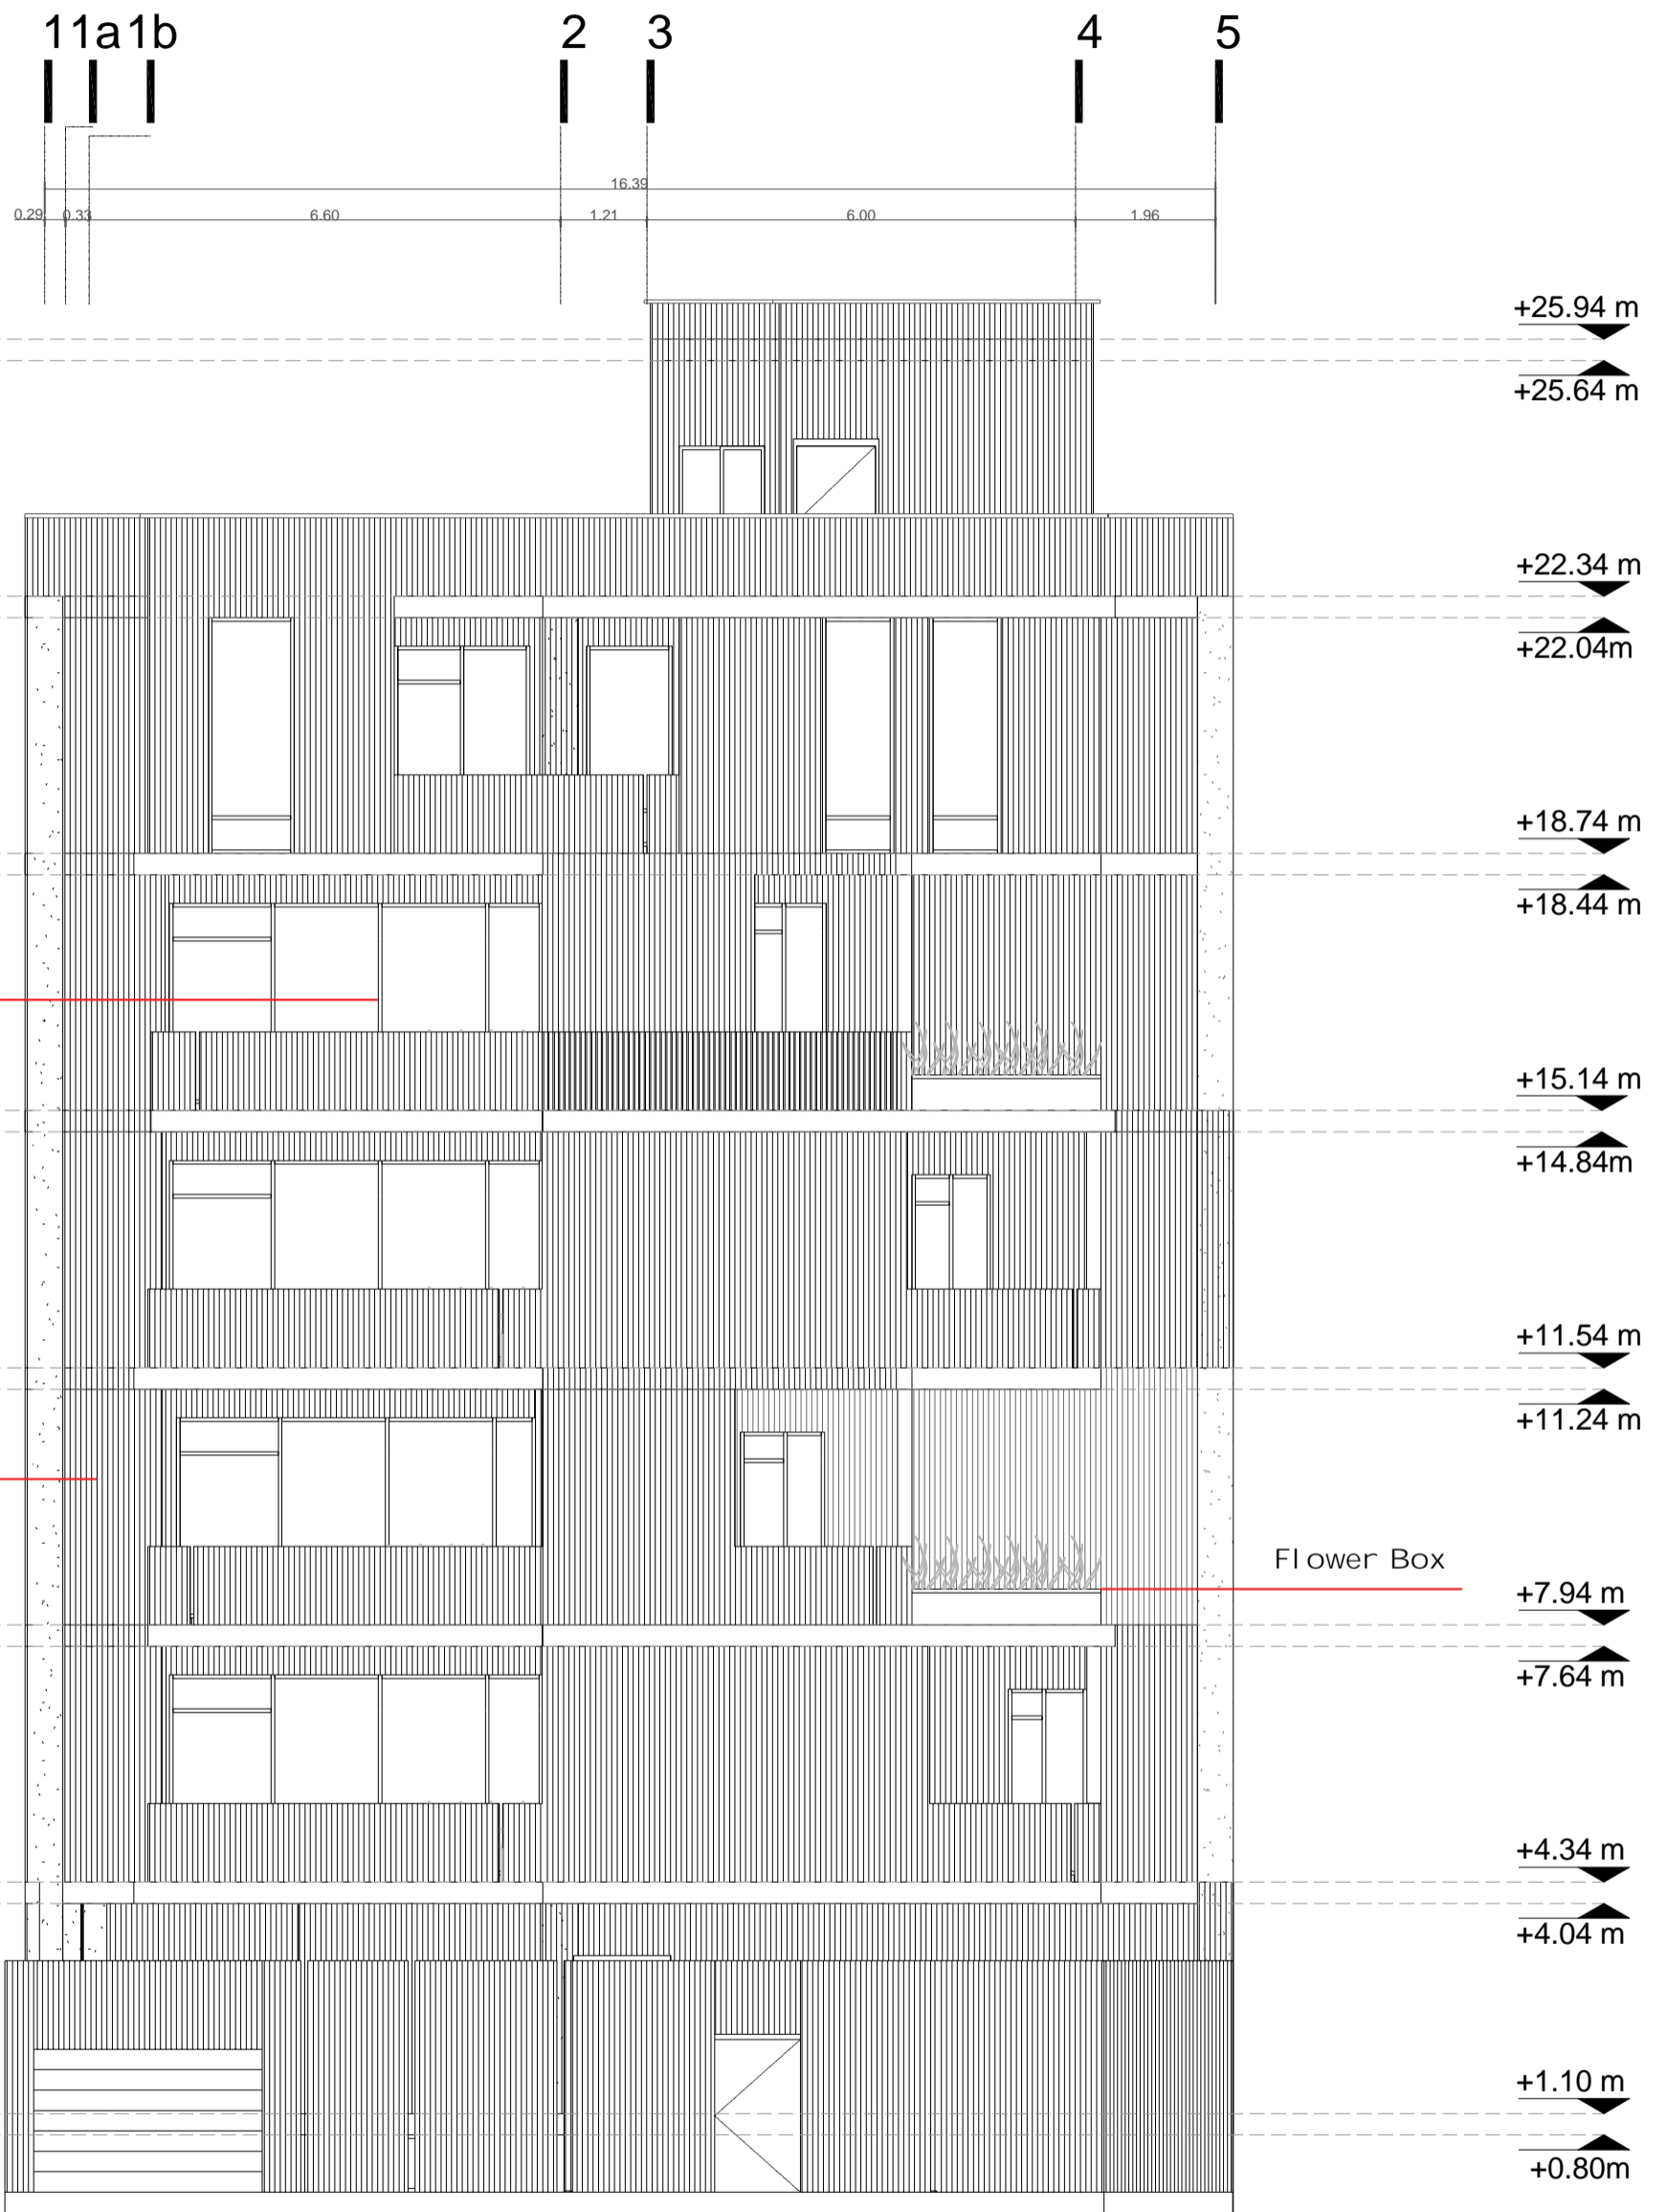 1 1a 1b 2 3 4 5
16.39
0.29 0.33 6.60 1.21 6.00 1.96
+25.94 m
+25.64 m
+22.34 m
+22.04m
+18.74 m
+18.44 m
+15.14 m
+14.84m
+11.54 m
+11.24 m
Flower Box
+7.94 m
+7.64 m
+4.34 m
+4.04 m
+1.10 m
+0.80m